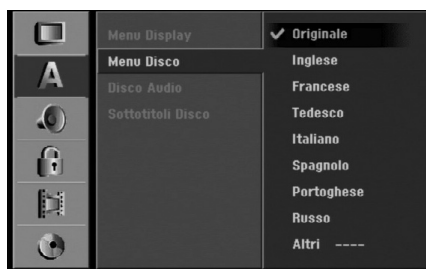 A
Menu Display
Menu Disco
Disco Audio
Sottotitoli Disco
Originale
Inglese
Francese
Tedesco
Italiano
Spagnolo
Portoghese
Russo
Altri ----